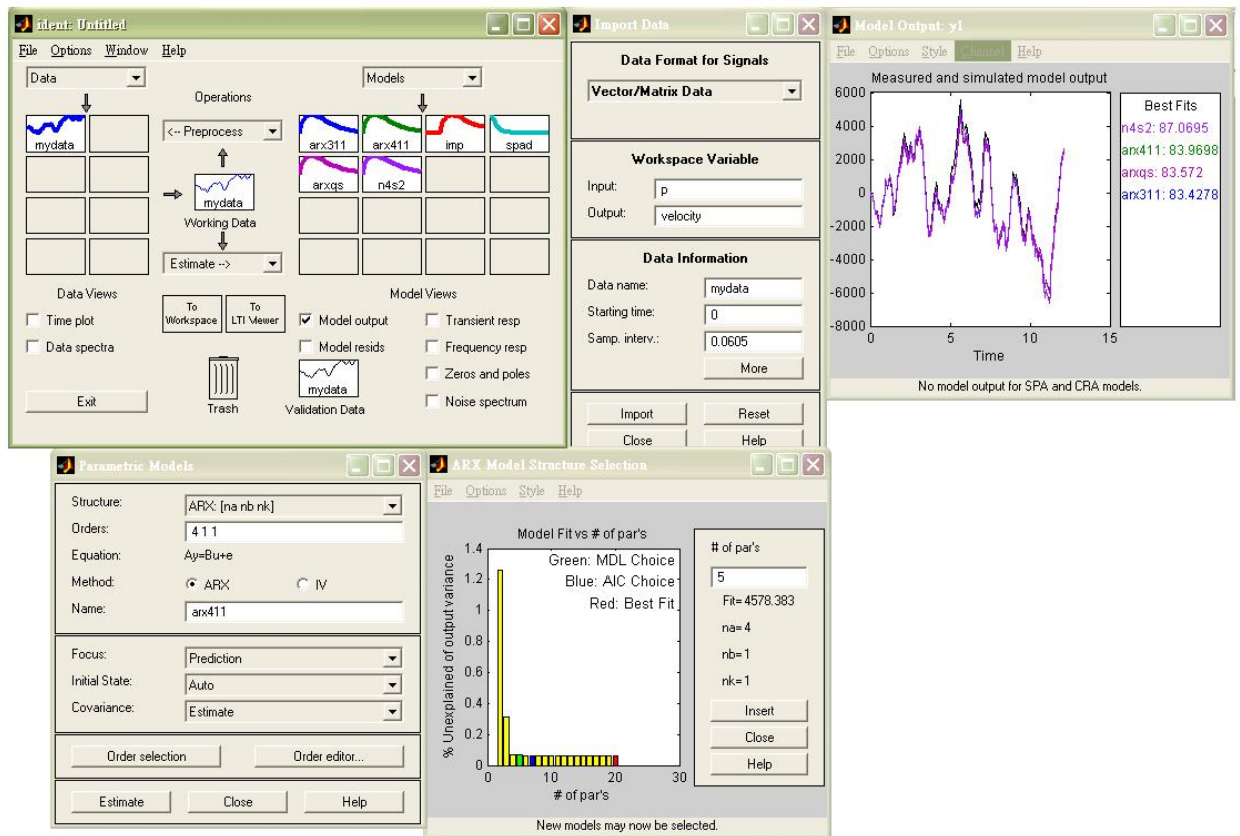 ident: Untitled
File Options Window Help
Data
Models
Operations
<-- Preprocess
mydata
arx311
arx411
imp
spad
arxqs
n4s2
mydata
Working Data
Estimate -->
Data Views
Time plot
Data spectra
To Workspace
To LTI Viewer
Model Views
Model output
Transient resp
Model resids
Frequency resp
Zeros and poles
Noise spectrum
Exit
Trash
mydata
Validation Data
Import Data
Data Format for Signals
Vector/Matrix Data
Workspace Variable
Input: p
Output: velocity
Data Information
Data name: mydata
Starting time: 0
Samp. interv.: 0.0605
More
Import Reset
Close Help
Model Output: y1
File Options Style Channel Help
Measured and simulated model output
6000
4000
2000
0
-2000
-4000
-6000
-8000
0 5 10 15
Time
Best Fits
n4s2: 87.0695
arx411: 83.9698
arxqs: 83.572
arx311: 83.4278
No model output for SPA and CRA models.
Parametric Models
Structure: ARX: [na nb nk]
Orders: 4 1 1
Equation: Ay=Bu+e
Method: ARX IV
Name: arx411
Focus: Prediction
Initial State: Auto
Covariance: Estimate
Order selection Order editor...
Estimate Close Help
ARX Model Structure Selection
File Options Style Help
Model Fit vs # of par's
% Unexplained of output variance
1.4
1.2
1
0.8
0.6
0.4
0.2
0
0 10 20 30
# of par's
Green: MDL Choice
Blue: AIC Choice
Red: Best Fit
# of par's
5
Fit= 4578.383
na= 4
nb= 1
nk= 1
Insert
Close
Help
New models may now be selected.